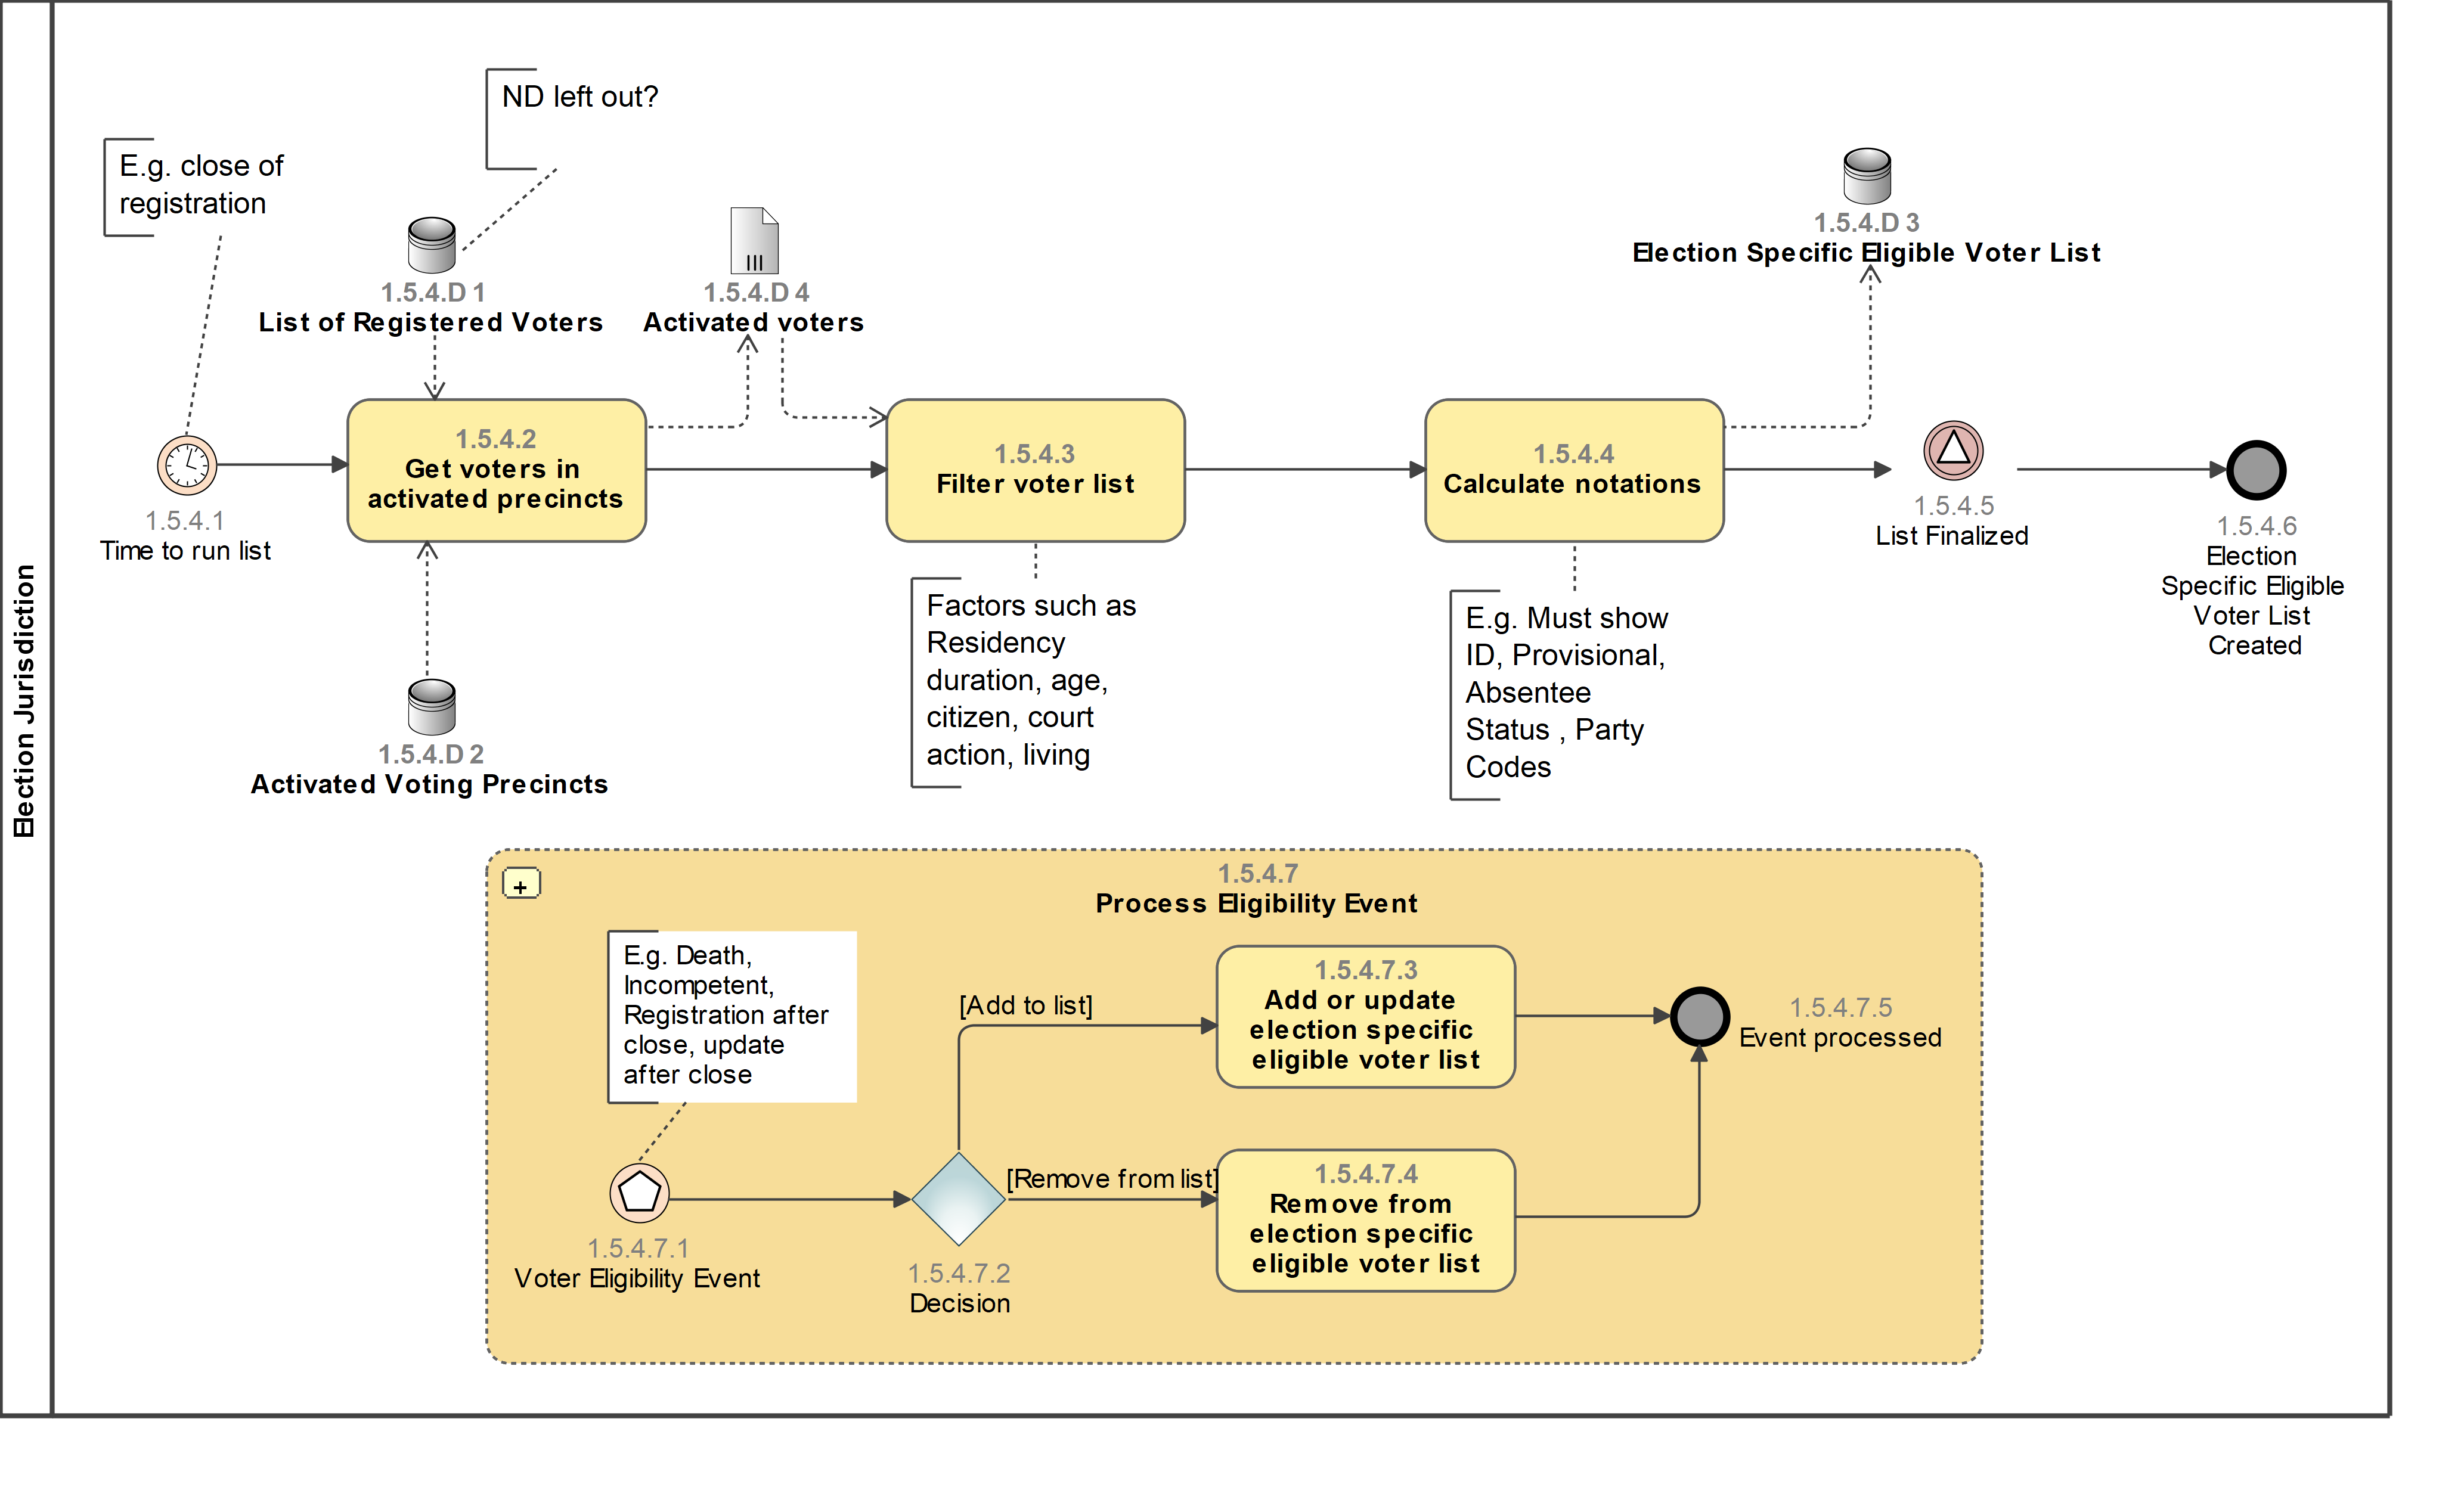 Election Jurisdiction
ND left out?
E.g. close of
registration
1.5.4.D 1
List of Registered Voters
1.5.4.D 4
Activated voters
1.5.4.D 3
Election Specific Eligible Voter List
1.5.4.1
Time to run list
1.5.4.2
Get voters in
activated precincts
1.5.4.3
Filter voter list
1.5.4.4
Calculate notations
1.5.4.5
List Finalized
1.5.4.6
Election
Specific Eligible
Voter List
Created
1.5.4.D 2
Activated Voting Precincts
Factors such as
Residency
duration, age,
citizen, court
action, living
E.g. Must show
ID, Provisional,
Absentee
Status , Party
Codes
+
1.5.4.7
Process Eligibility Event
E.g. Death,
Incompetent,
Registration after
close, update
after close
1.5.4.7.1
Voter Eligibility Event
1.5.4.7.2
Decision
[Add to list]
[Remove from list]
1.5.4.7.3
Add or update
election specific
eligible voter list
1.5.4.7.4
Remove from
election specific
eligible voter list
1.5.4.7.5
Event processed